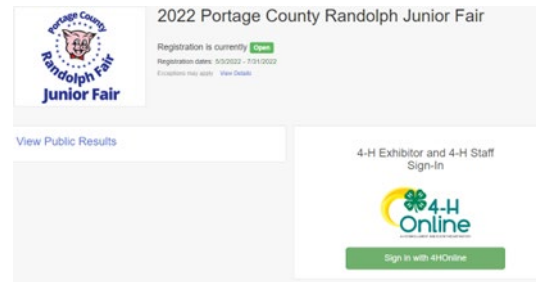 Portage County
Randolph Fair
Junior Fair
2022 Portage County Randolph Junior Fair
Registration is currently Open
Registration dates: 5/3/2022 - 7/31/2022
Exceptions may apply. View Details
View Public Results
4-H Exhibitor and 4-H Staff
Sign-In
4-H
Online
Sign in with 4HOnline